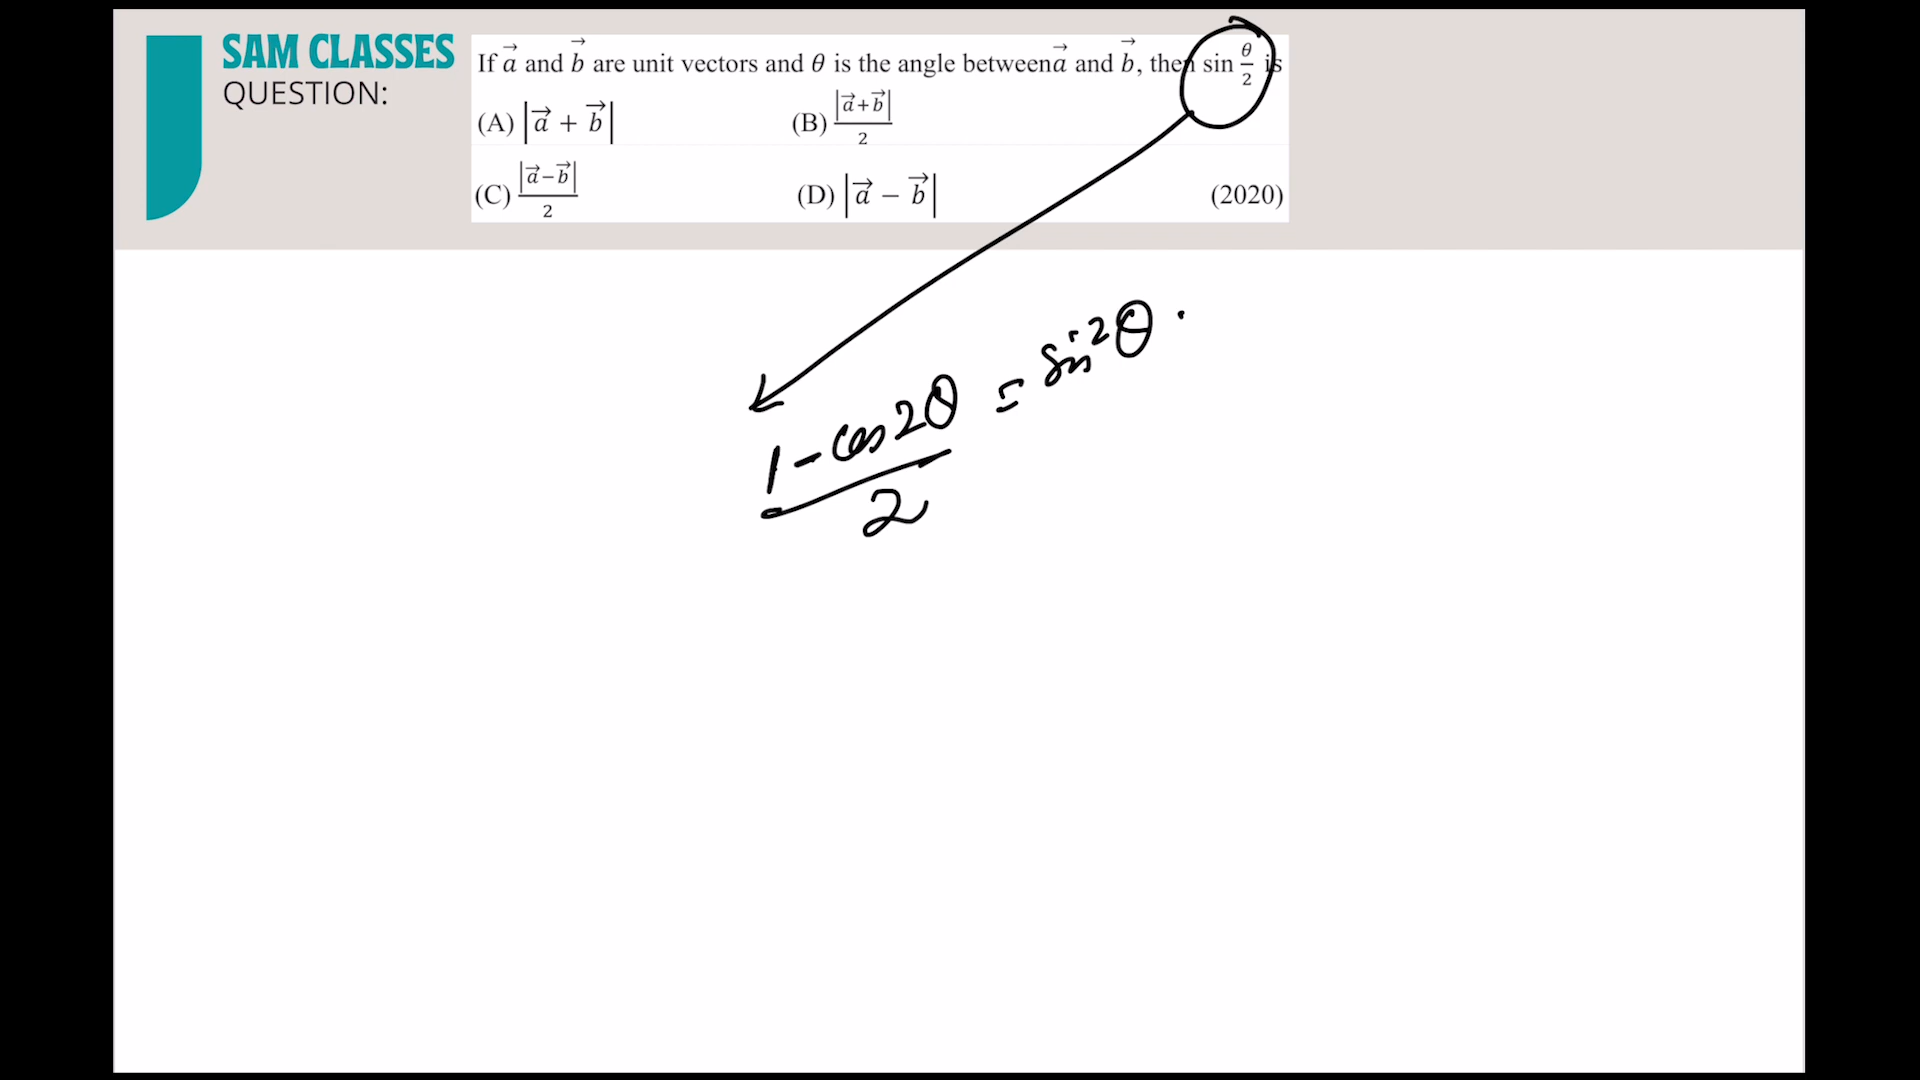 SAM CLASSES
QUESTION:
If a⃗ and b⃗ are unit vectors and θ is the angle betweena⃗ and b⃗, then sin θ/2 is
(A) |a⃗ + b⃗| (B) |a⃗+b⃗|/2
(C) |a⃗−b⃗|/2 (D) |a⃗ − b⃗| (2020)
(1-cos2θ)/2 = sin²θ.